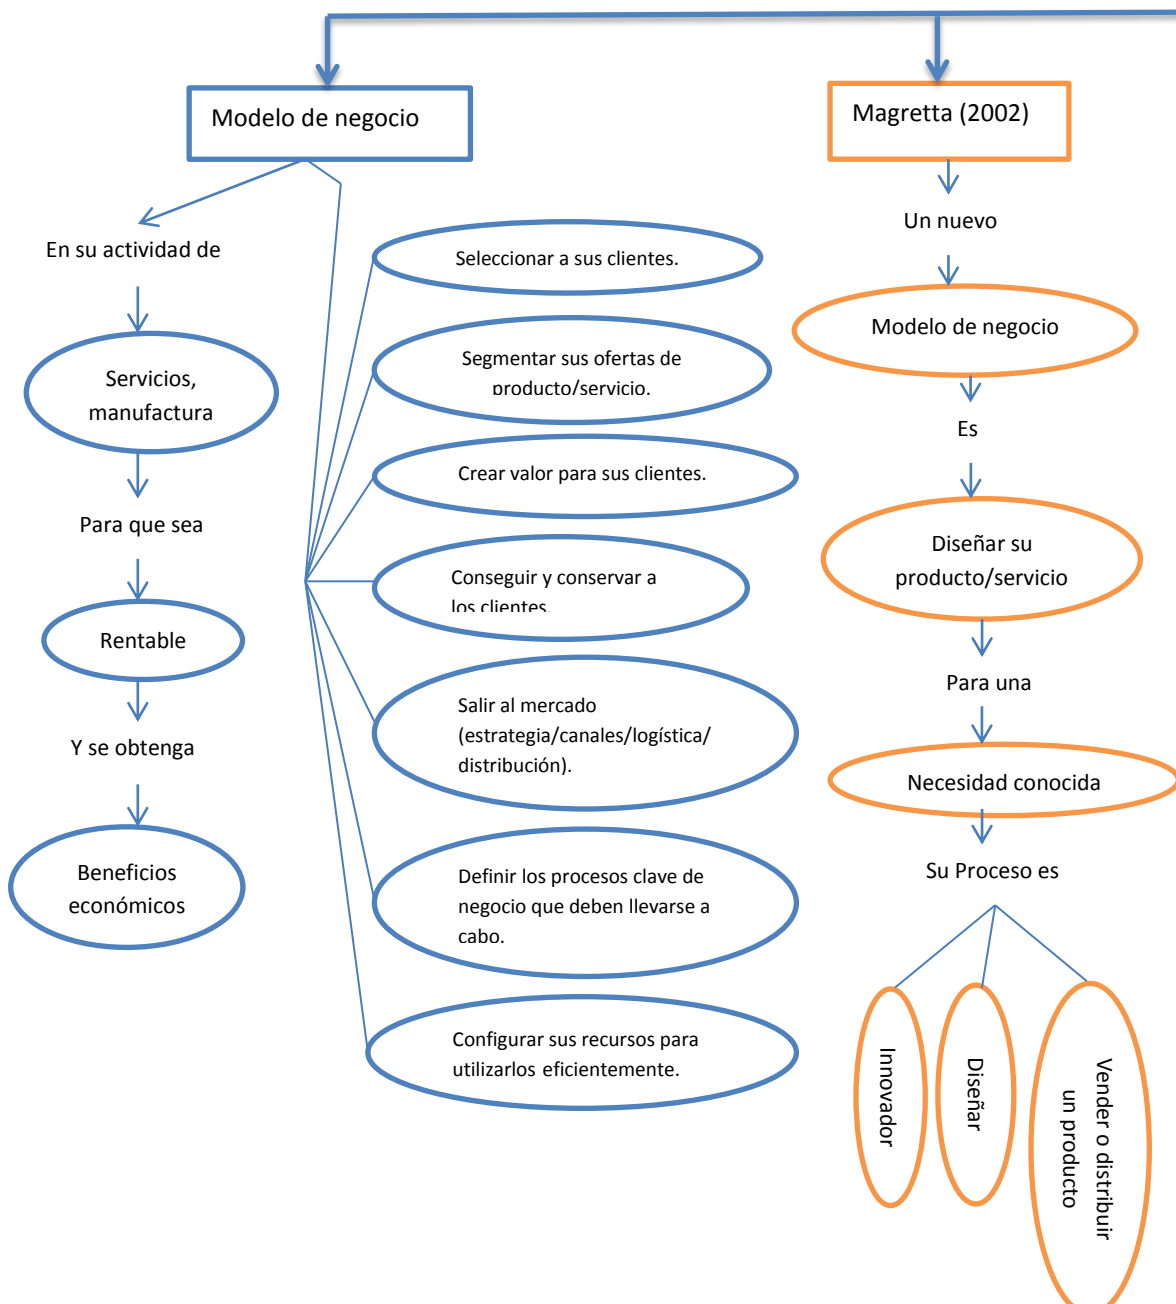 Modelo de negocio
En su actividad de
Servicios,
manufactura
Para que sea
Rentable
Y se obtenga
Beneficios
económicos
Seleccionar a sus clientes.
Segmentar sus ofertas de
producto/servicio.
Crear valor para sus clientes.
Conseguir y conservar a
los clientes.
Salir al mercado
(estrategia/canales/logística/
distribución).
Definir los procesos clave de
negocio que deben llevarse a
cabo.
Configurar sus recursos para
utilizarlos eficientemente.
Magretta (2002)
Un nuevo
Modelo de negocio
Es
Diseñar su
producto/servicio
Para una
Necesidad conocida
Su Proceso es
Innovador
Diseñar
Vender o distribuir
un producto